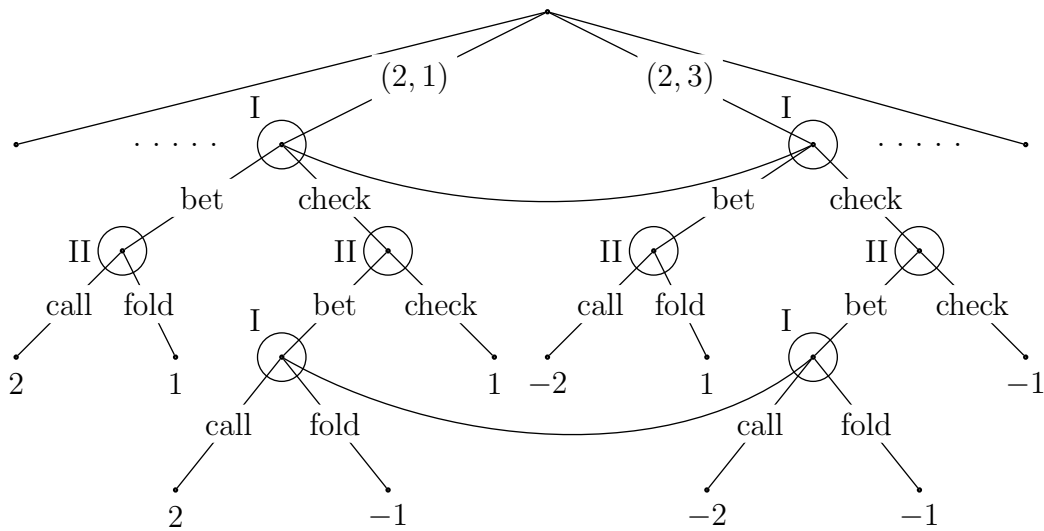 (2, 1) (2, 3)
I I
. . . . . . . . . .
bet check bet check
II II II II
call fold bet check call fold bet check
I I
2 1 1 −2 1 −1
call fold call fold
2 −1 −2 −1